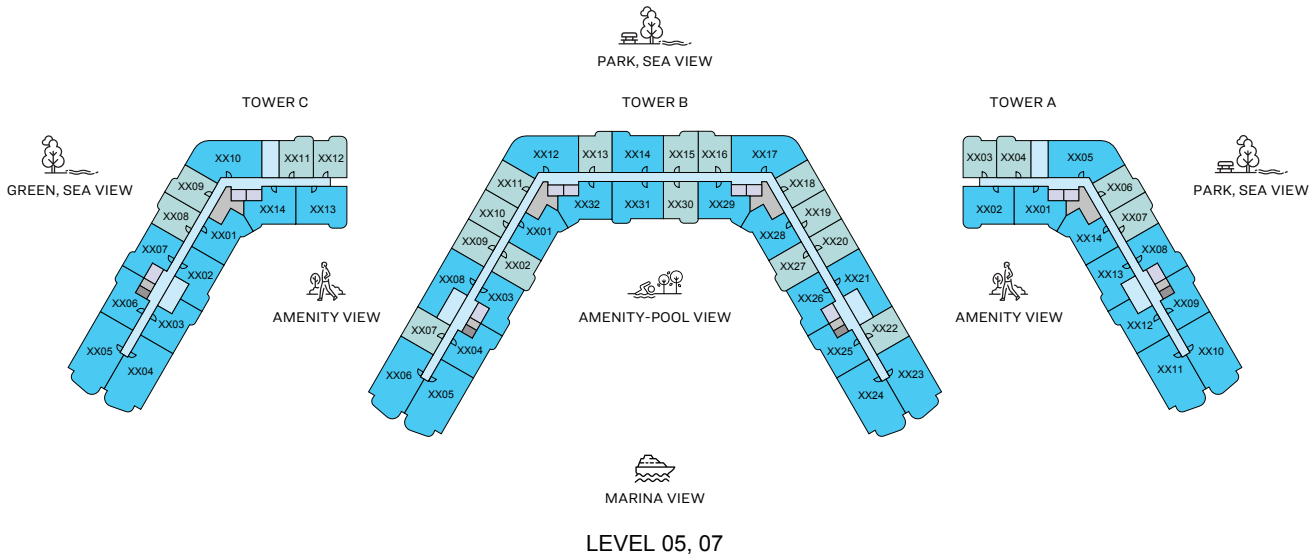 PARK, SEA VIEW
TOWER C
TOWER B
TOWER A
GREEN, SEA VIEW
PARK, SEA VIEW
XX10
XX11
XX12
XX09
XX08
XX14
XX13
XX01
XX07
XX02
XX06
XX03
XX05
XX04
AMENITY VIEW
XX12
XX13
XX14
XX15
XX16
XX17
XX11
XX18
XX10
XX32
XX31
XX30
XX29
XX19
XX09
XX01
XX28
XX20
XX02
XX27
XX08
XX21
XX03
XX26
XX07
XX22
XX04
XX25
XX06
XX23
XX05
XX24
AMENITY-POOL VIEW
XX03
XX04
XX05
XX06
XX02
XX01
XX07
XX14
XX08
XX13
XX09
XX12
XX10
XX11
AMENITY VIEW
MARINA VIEW
LEVEL 05, 07